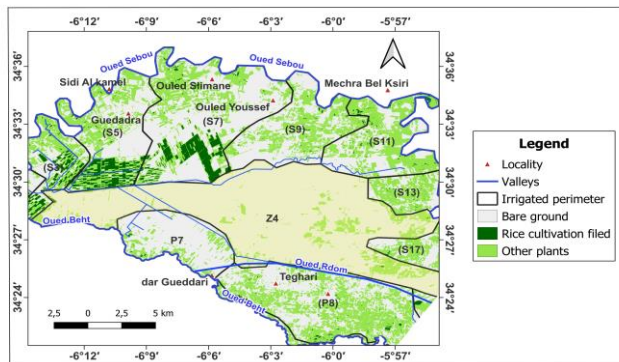 -6°12' -6°9' -6°6' -6°3' -6°0' -5°57'
34°36' 34°33' 34°30' 34°27' 34°24'
Oued Sebou
Oued Sebou
Sidi Al kamel
Ouled Slimane
Mechra Bel Ksiri
Guedadra
(S5)
Ouled Youssef
(S7)
(S9)
(S11)
(S3)
(S13)
Z4
Oued Beht
P7
(S17)
Oued Rdom
dar Gueddari
Oued Beht
Teghari
(P8)
2,5 0 2,5 5 km
34°36' 34°33' 34°30' 34°27' 34°24'
-6°12' -6°9' -6°6' -6°3' -6°0' -5°57'
Legend
Locality
Valleys
Irrigated perimeter
Bare ground
Rice cultivation filed
Other plants